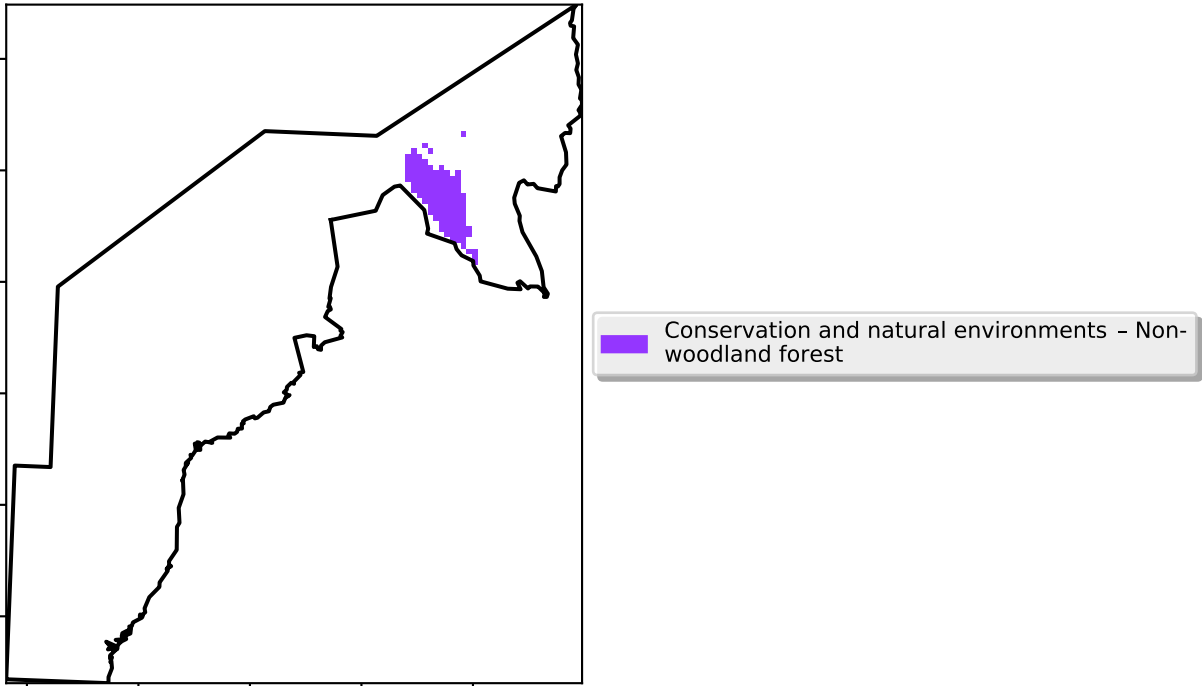 Conservation and natural environments – Non-
woodland forest